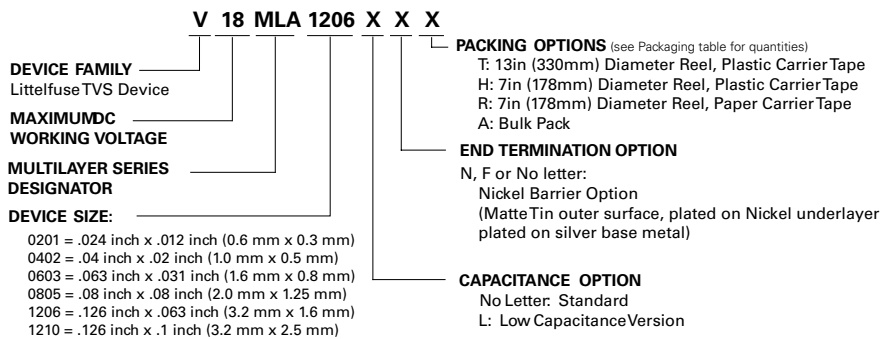 V 18 MLA 1206 X X X
DEVICE FAMILY
Littelfuse TVS Device
MAXIMUM DC
WORKING VOLTAGE
MULTILAYER SERIES
DESIGNATOR
DEVICE SIZE:
0201 = .024 inch x .012 inch (0.6 mm x 0.3 mm)
0402 = .04 inch x .02 inch (1.0 mm x 0.5 mm)
0603 = .063 inch x .031 inch (1.6 mm x 0.8 mm)
0805 = .08 inch x .08 inch (2.0 mm x 1.25 mm)
1206 = .126 inch x .063 inch (3.2 mm x 1.6 mm)
1210 = .126 inch x .1 inch (3.2 mm x 2.5 mm)
PACKING OPTIONS (see Packaging table for quantities)
T: 13in (330mm) Diameter Reel, Plastic Carrier Tape
H: 7in (178mm) Diameter Reel, Plastic Carrier Tape
R: 7in (178mm) Diameter Reel, Paper Carrier Tape
A: Bulk Pack
END TERMINATION OPTION
N, F or No letter:
Nickel Barrier Option
(Matte Tin outer surface, plated on Nickel underlayer
plated on silver base metal)
CAPACITANCE OPTION
No Letter: Standard
L: Low Capacitance Version